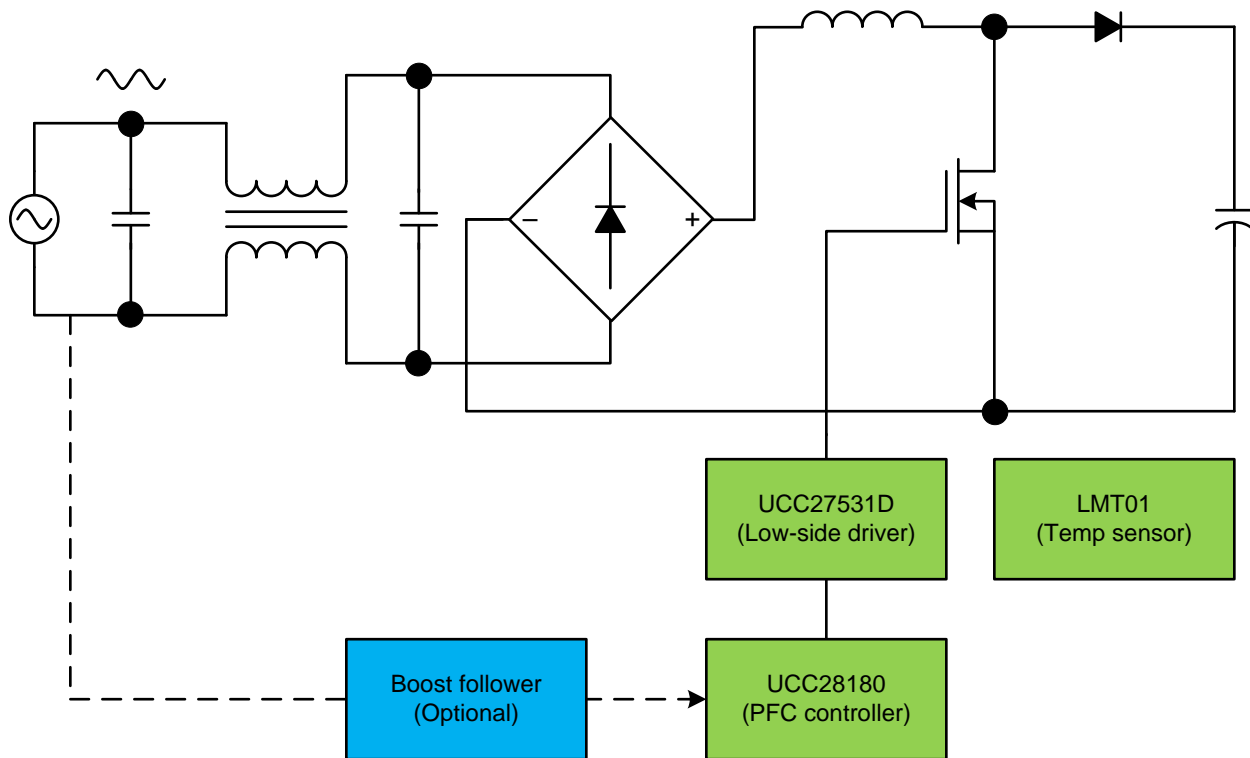 −
+
UCC27531D
(Low-side driver)
LMT01
(Temp sensor)
Boost follower
(Optional)
UCC28180
(PFC controller)